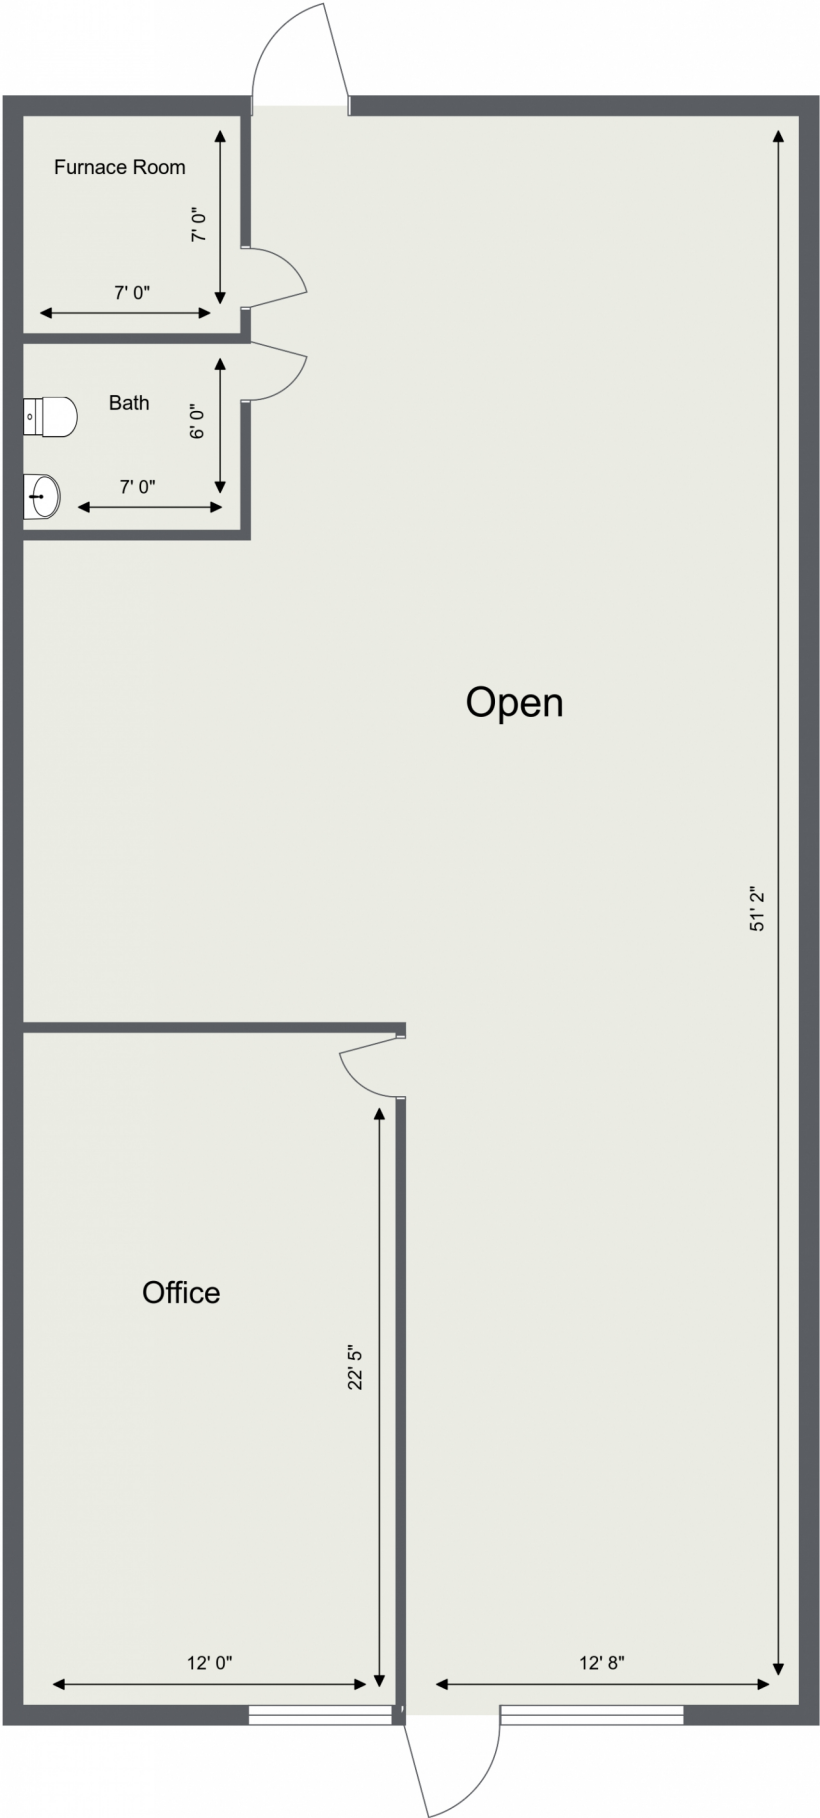 Furnace Room
7' 0"
7' 0"
Bath
6' 0"
7' 0"
Open
51' 2"
Office
22' 5"
12' 0"
12' 8"